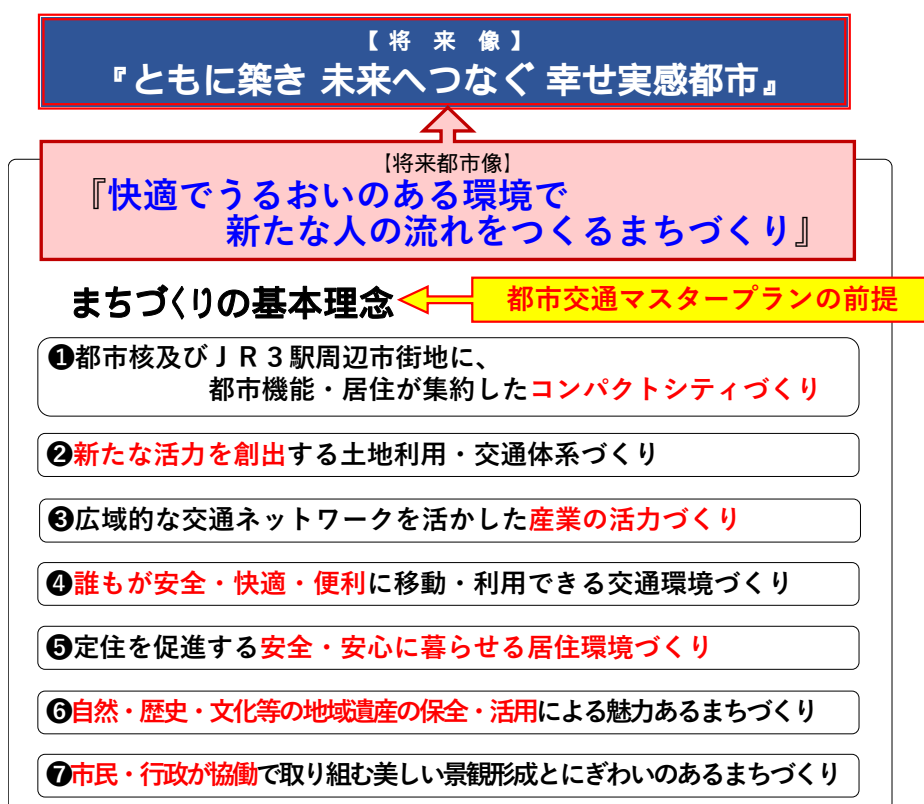 【将来像】
『ともに築き 未来へつなぐ 幸せ実感都市』
【将来都市像】
『快適でうるおいのある環境で
新たな人の流れをつくるまちづくり』
まちづくりの基本理念
都市交通マスタープランの前提
❶都市核及びＪＲ３駅周辺市街地に、
都市機能・居住が集約したコンパクトシティづくり
❷新たな活力を創出する土地利用・交通体系づくり
❸広域的な交通ネットワークを活かした産業の活力づくり
❹誰もが安全・快適・便利に移動・利用できる交通環境づくり
❺定住を促進する安全・安心に暮らせる居住環境づくり
❻自然・歴史・文化等の地域遺産の保全・活用による魅力あるまちづくり
❼市民・行政が協働で取り組む美しい景観形成とにぎわいのあるまちづくり